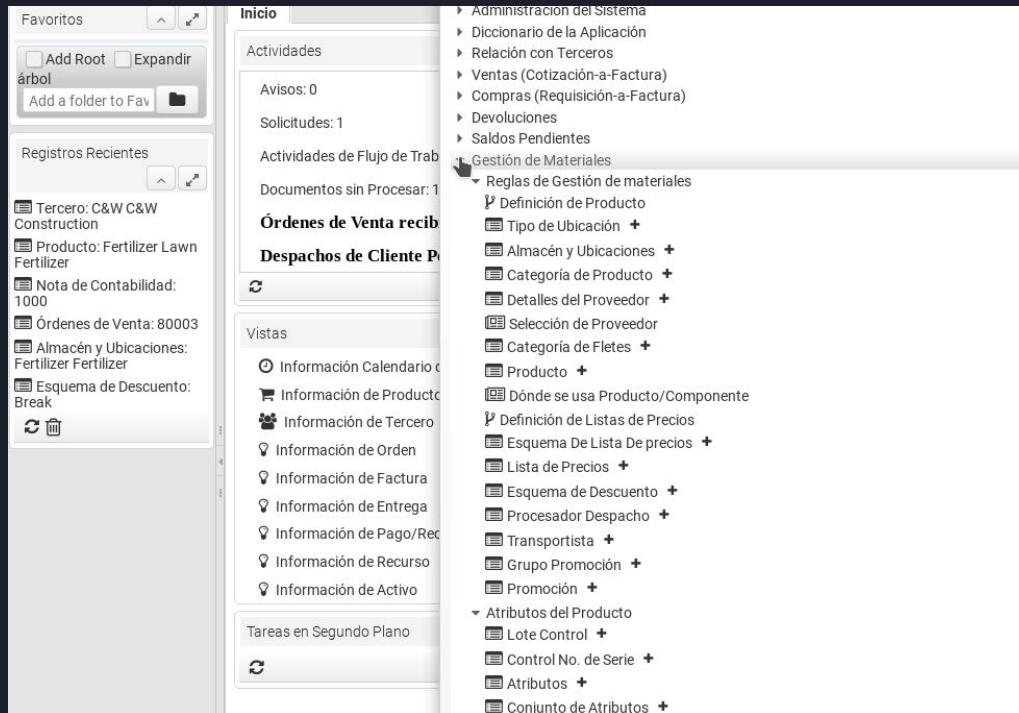 Favoritos
Add Root Expandir
árbol
Add a folder to Fav
Registros Recientes
Tercero: C&W C&W
Construction
Producto: Fertilizer Lawn
Fertilizer
Nota de Contabilidad:
1000
Órdenes de Venta: 80003
Almacén y Ubicaciones:
Fertilizer Fertilizer
Esquema de Descuento:
Break
Inicio
Actividades
Avisos: 0
Solicitudes: 1
Actividades de Flujo de Trab
Documentos sin Procesar: 1
Órdenes de Venta recib
Despachos de Cliente P
Vistas
Información Calendario
Información de Producto
Información de Tercero
Información de Orden
Información de Factura
Información de Entrega
Información de Pago/Rec
Información de Recurso
Información de Activo
Tareas en Segundo Plano
Administración del Sistema
Diccionario de la Aplicación
Relación con Terceros
Ventas (Cotización-a-Factura)
Compras (Requisición-a-Factura)
Devoluciones
Saldos Pendientes
Gestión de Materiales
Reglas de Gestión de materiales
Definición de Producto
Tipo de Ubicación +
Almacén y Ubicaciones +
Categoría de Producto +
Detalles del Proveedor +
Selección de Proveedor
Categoría de Fletes +
Producto +
Dónde se usa Producto/Componente
Definición de Listas de Precios
Esquema De Lista De precios +
Lista de Precios +
Esquema de Descuento +
Procesador Despacho +
Transportista +
Grupo Promoción +
Promoción +
Atributos del Producto
Lote Control +
Control No. de Serie +
Atributos +
Conjunto de Atributos +